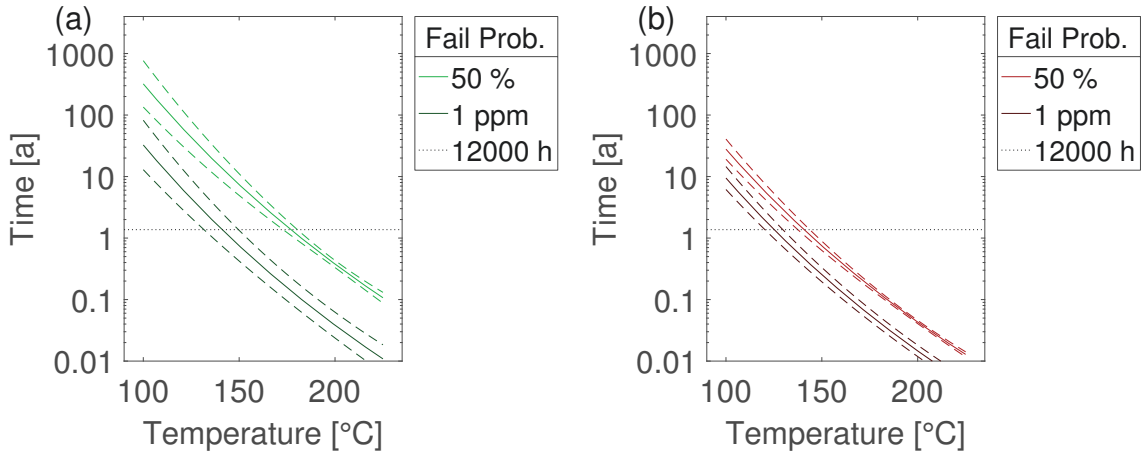 (a)
Fail Prob.
50 %
1 ppm
12000 h
1000
100
10
1
0.1
0.01
Time [a]
100 150 200
Temperature [°C]
(b)
Fail Prob.
50 %
1 ppm
12000 h
1000
100
10
1
0.1
0.01
Time [a]
100 150 200
Temperature [°C]